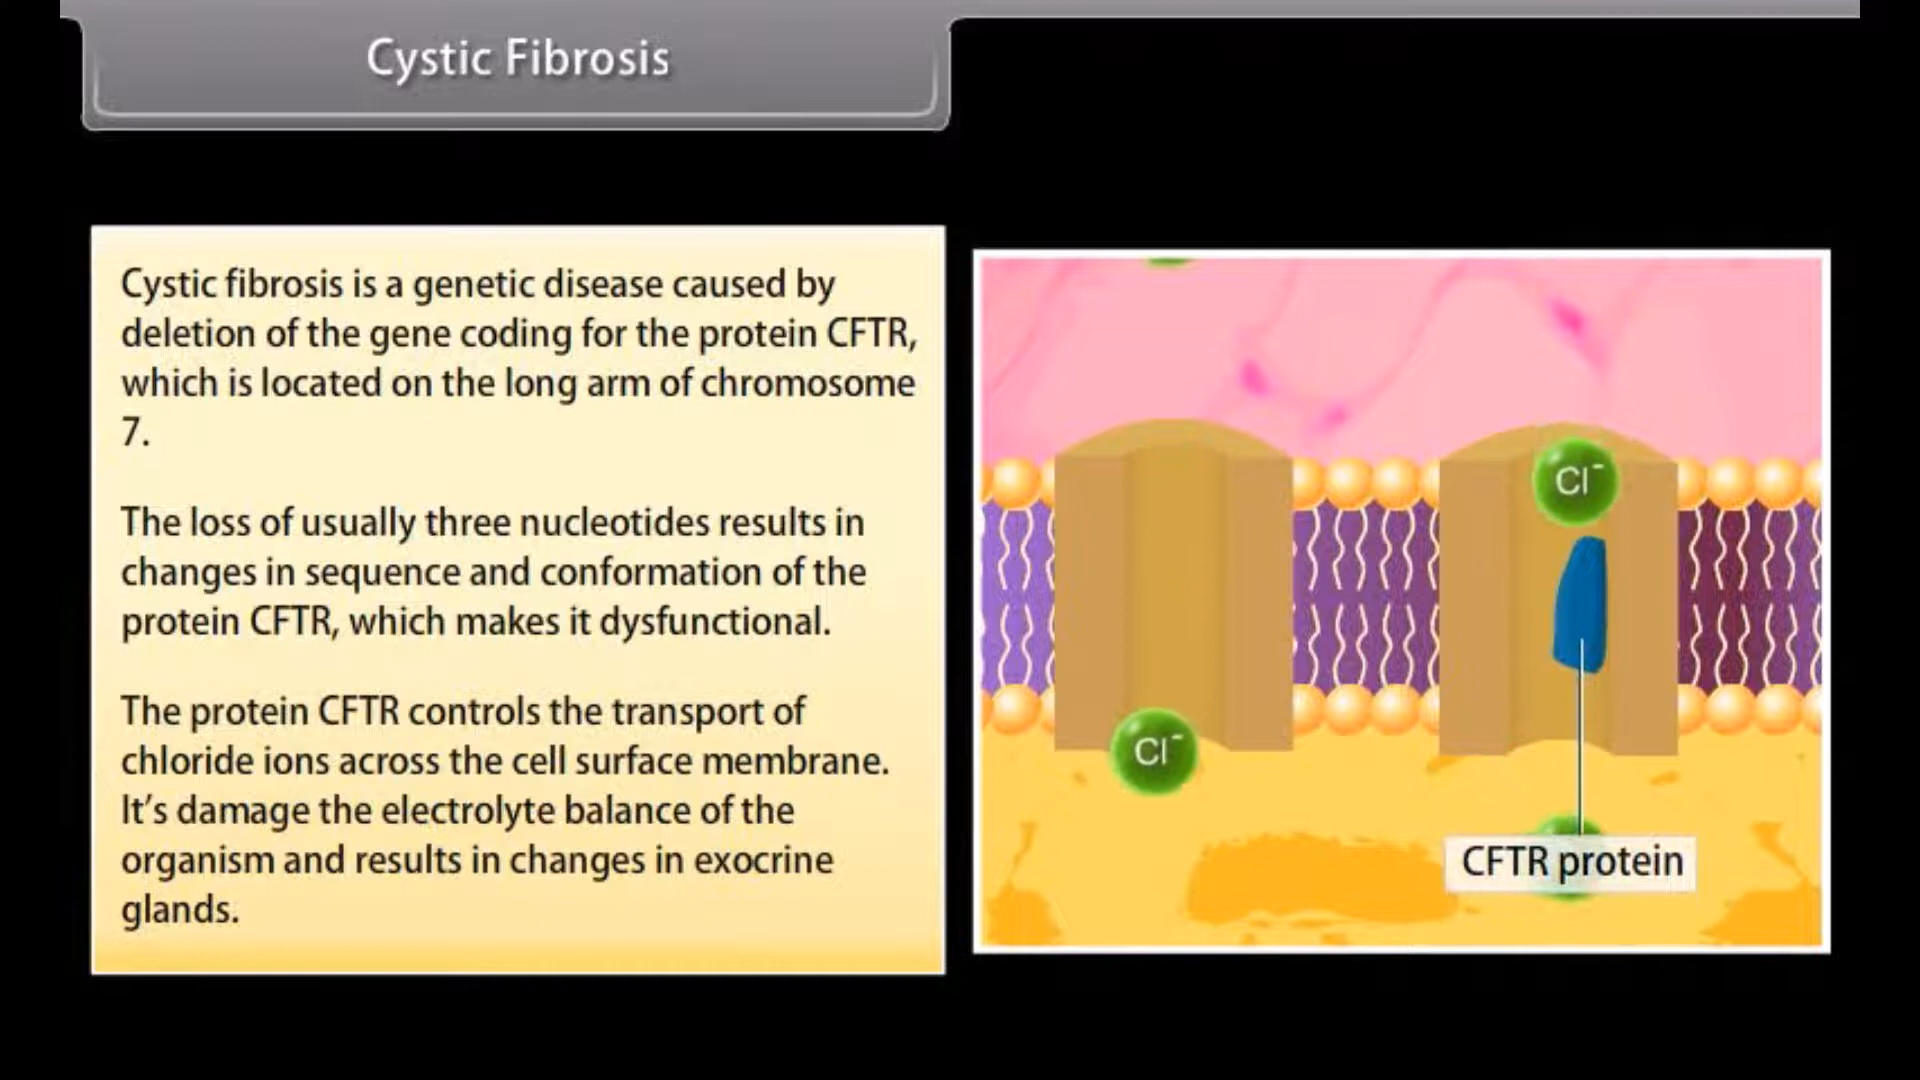 Cystic Fibrosis
Cystic fibrosis is a genetic disease caused by
deletion of the gene coding for the protein CFTR,
which is located on the long arm of chromosome
7.
The loss of usually three nucleotides results in
changes in sequence and conformation of the
protein CFTR, which makes it dysfunctional.
The protein CFTR controls the transport of
chloride ions across the cell surface membrane.
It’s damage the electrolyte balance of the
organism and results in changes in exocrine
glands.
Cl⁻
Cl⁻
CFTR protein